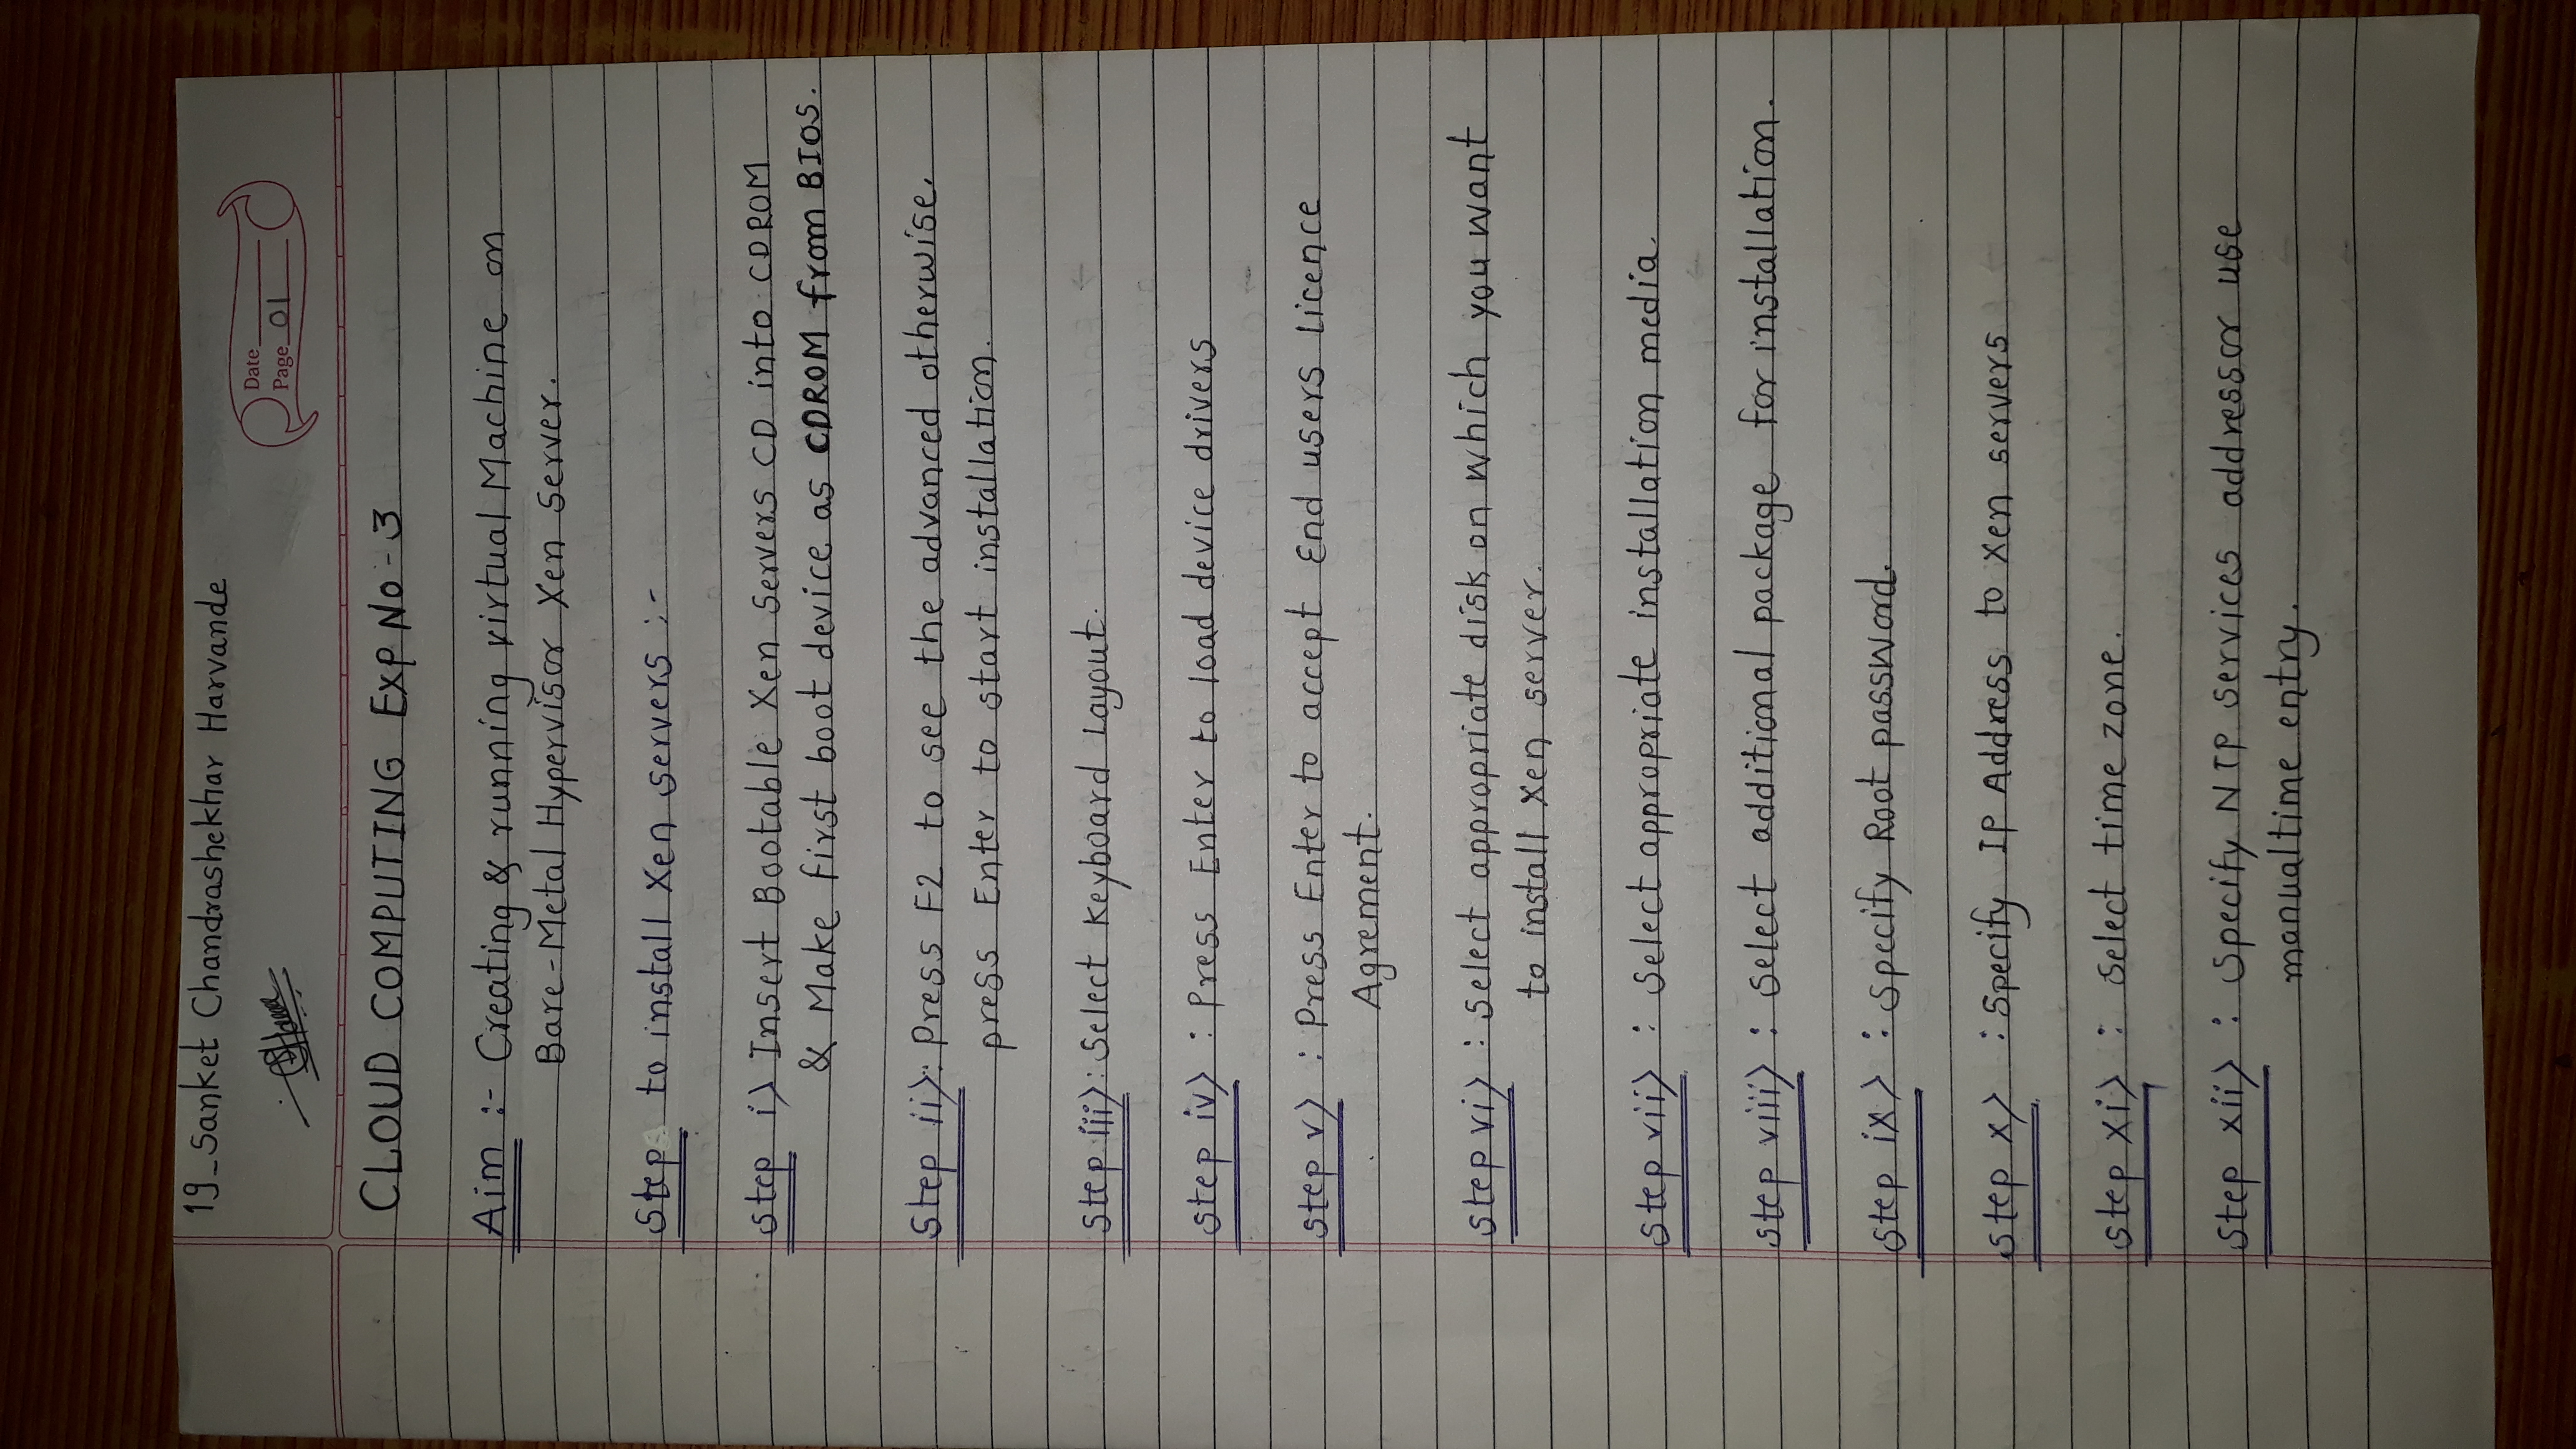 19_Sanket Chandrashekhar Harvande
Date
Page 01
CLOUD COMPUTING EXP NO - 3
Aim :- Creating & running virtual Machine on
Bare-Metal Hypervisor Xen Server.
Step to install Xen servers :-
Step i) Insert Bootable Xen Servers CD into CDROM
& Make first boot device as CDROM from BIOS.
Step ii): Press F2 to see the advanced otherwise.
press Enter to start installation.
Step iii): Select Keyboard Layout.
Step iv) : Press Enter to load device drivers
Step v) : Press Enter to accept End users licence
Agrement.
Step vi) : Select appropriate disk on which you want
to install Xen server.
Step vii) : Select appropriate installation media.
Step viii) : Select additional package for installation.
Step ix) : Specify Root password.
Step x) : Specify IP Address to Xen servers
Step xi) : Select time zone.
Step xii) : Specify NTP Services addressor use
manualtime entry.